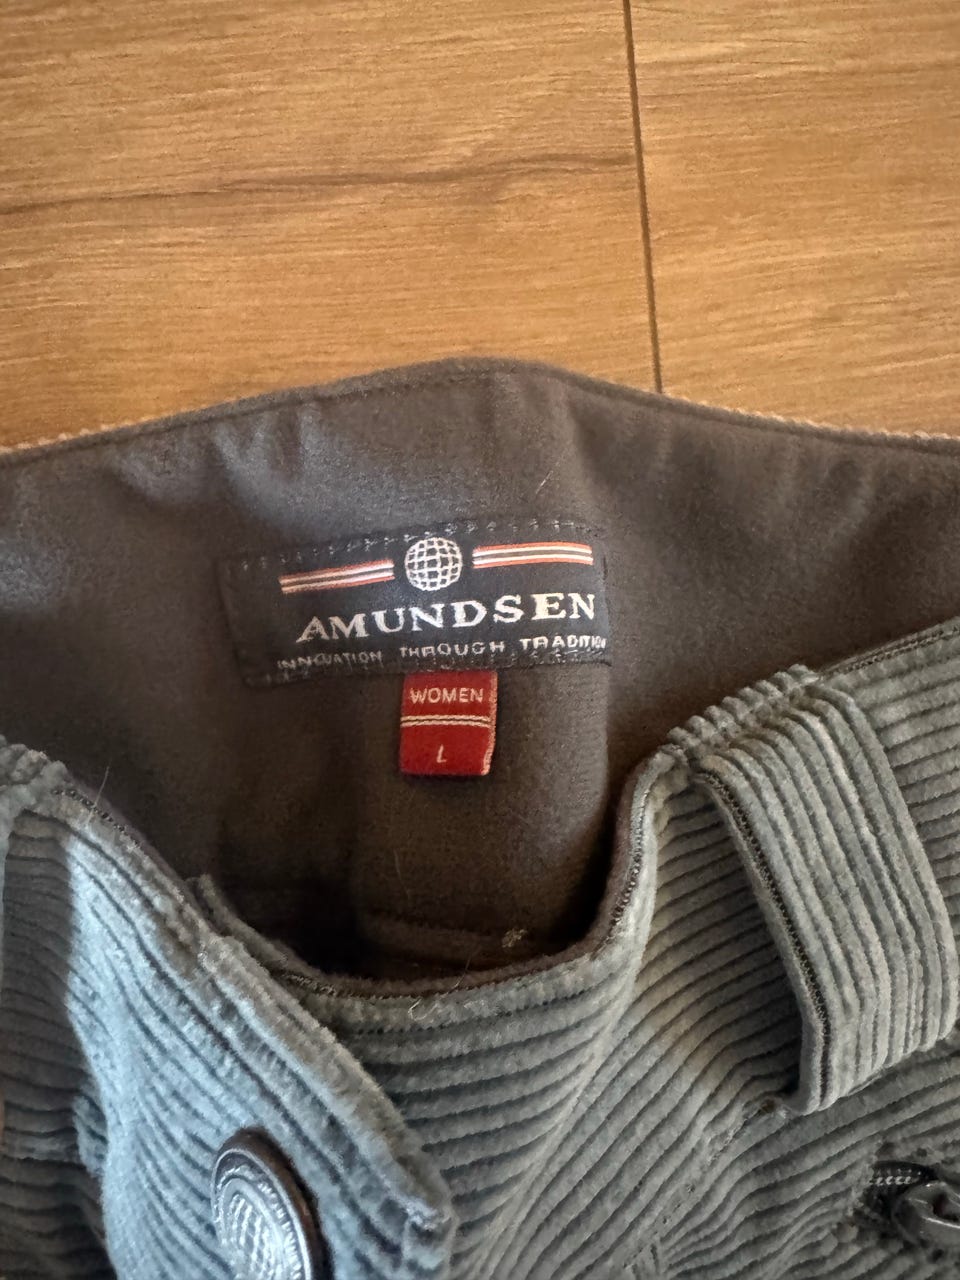 AMUNDSEN
INNOVATION THROUGH TRADITION
WOMEN
L